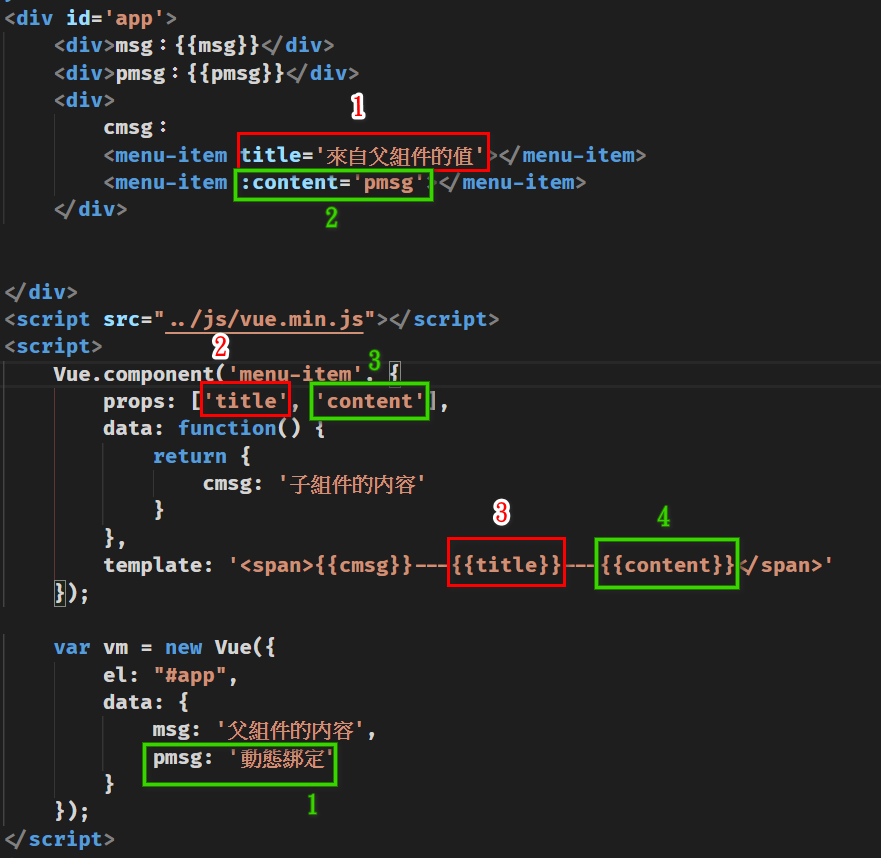 <div id='app'>
<div>msg：{{msg}}</div>
<div>pmsg：{{pmsg}}</div>
<div>
1
cmsg：
<menu-item title='來自父組件的值'></menu-item>
<menu-item :content='pmsg'></menu-item>
2
</div>
</div>
<script src="../js/vue.min.js"></script>
<script>
2
3
Vue.component('menu-item', {
props: ['title', 'content'],
data: function() {
return {
cmsg: '子組件的内容'
}
3
4
},
template: '<span>{{cmsg}}---{{title}}---{{content}}</span>'
});
var vm = new Vue({
el: "#app",
data: {
msg: '父組件的内容',
pmsg: '動態綁定'
}
1
});
</script>